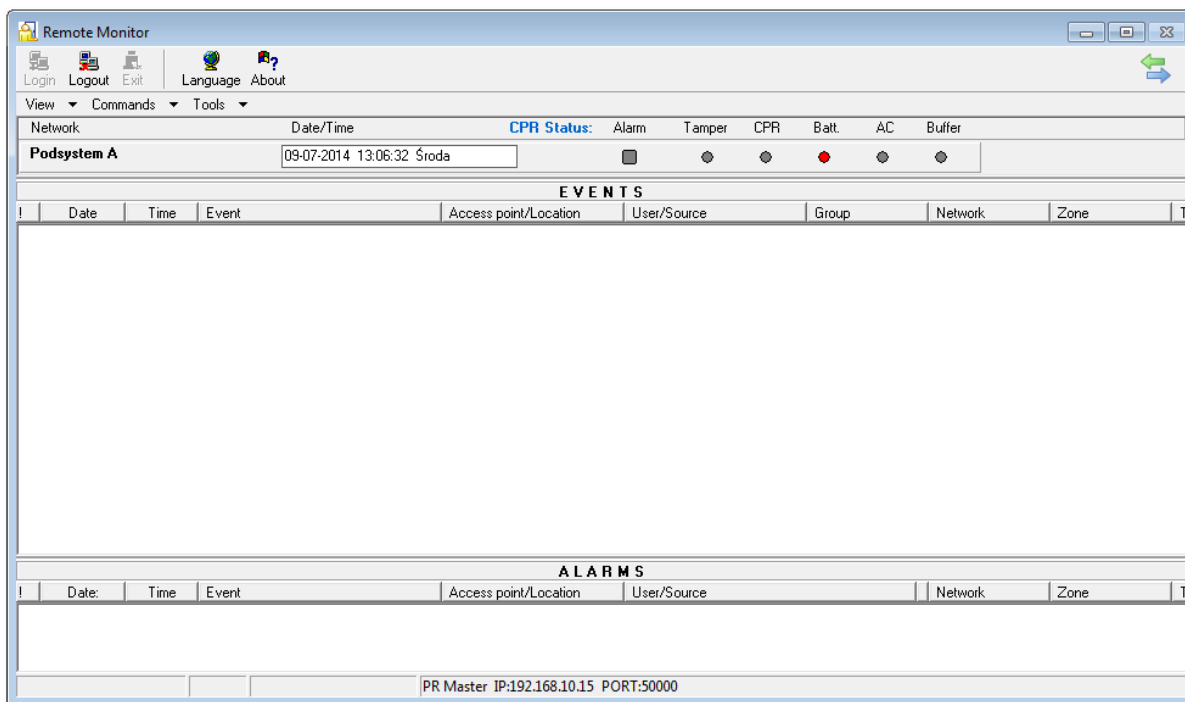 Remote Monitor
Login Logout Exit Language About
View Commands Tools
Network Date/Time CPR Status: Alarm Tamper CPR Batt. AC Buffer
Podsystem A 09-07-2014 13:06:32 Środa
EVENTS
! Date Time Event Access point/Location User/Source Group Network Zone T
ALARMS
! Date: Time Event Access point/Location User/Source Network Zone T
PR Master IP:192.168.10.15 PORT:50000